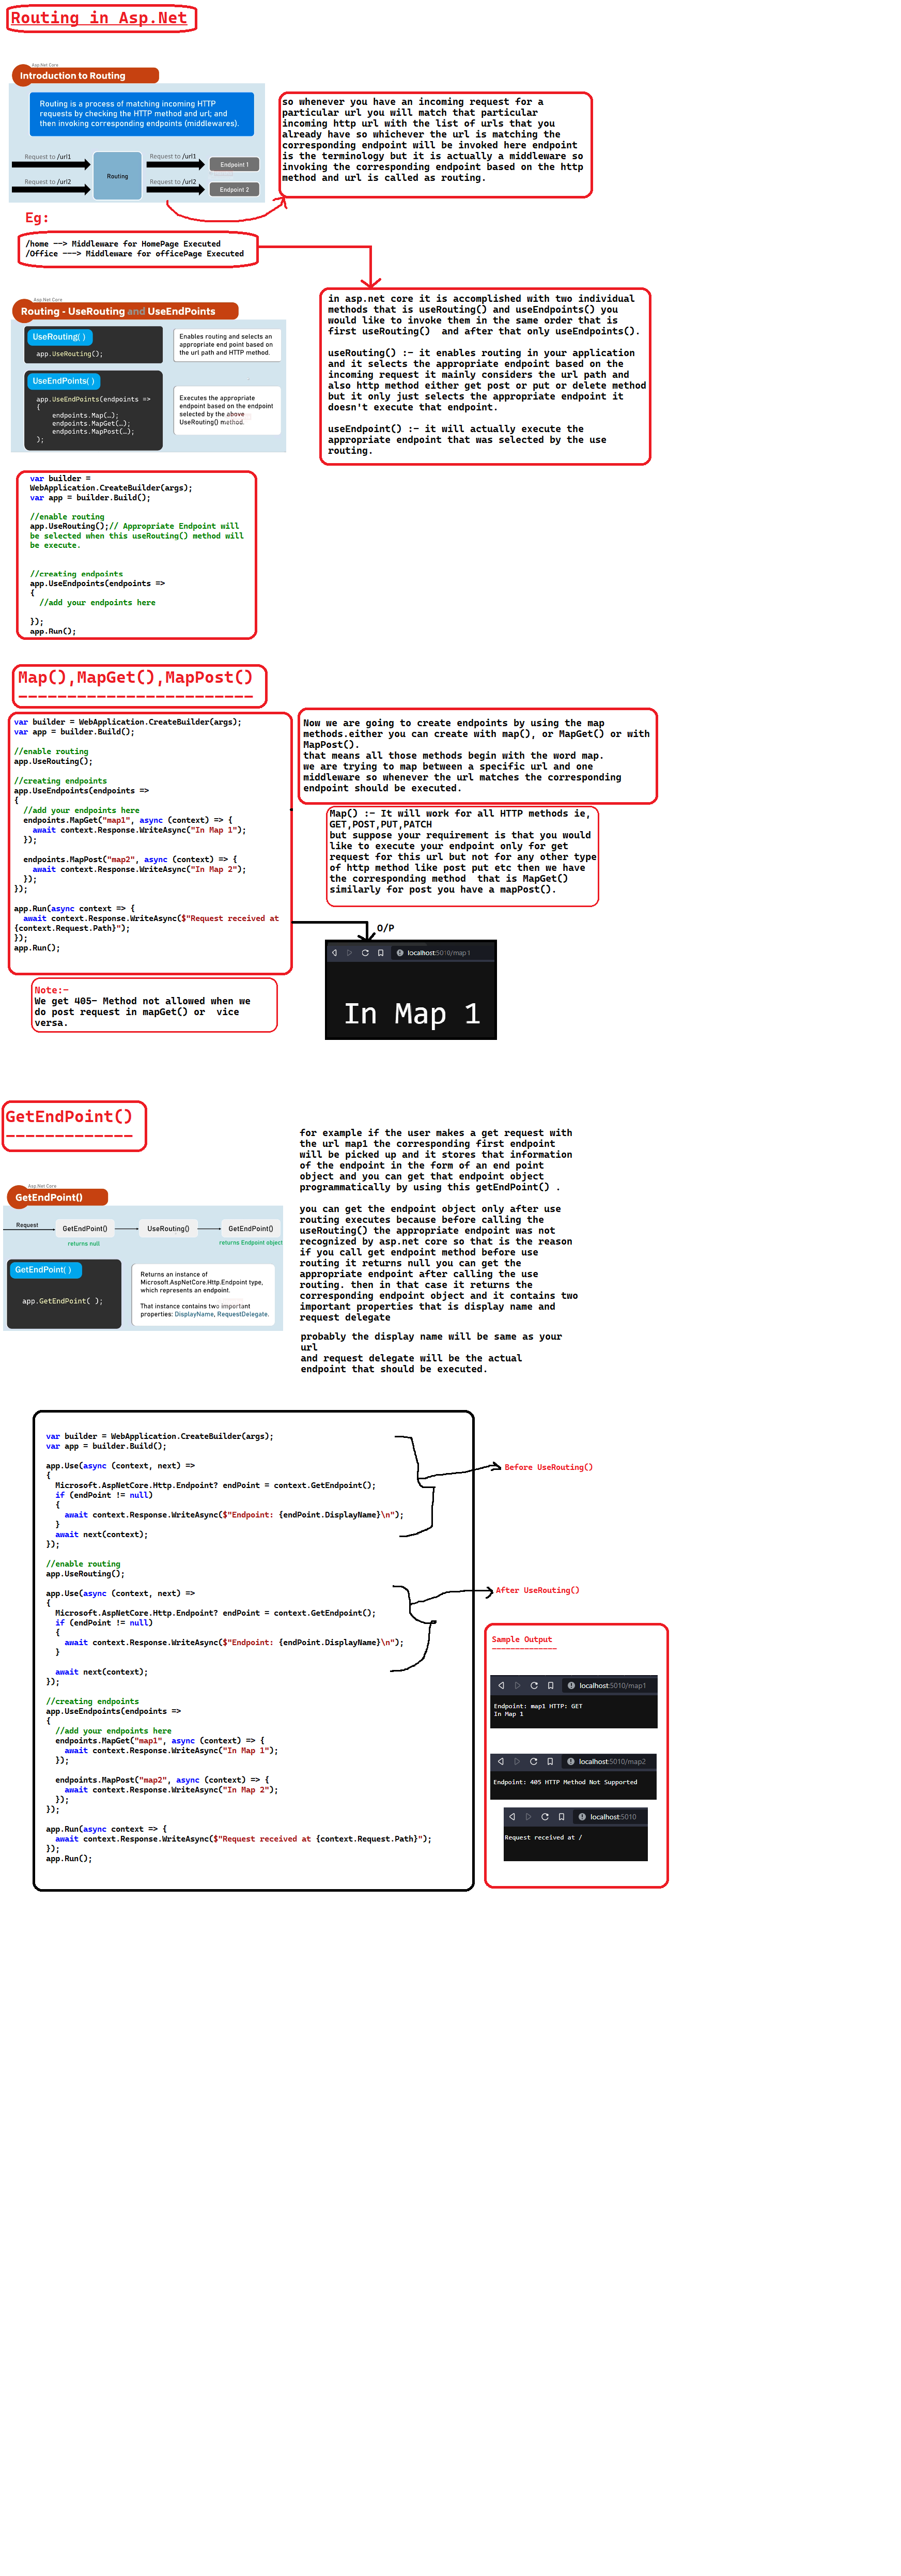 Routing in Asp.Net
Asp.Net Core
Introduction to Routing
Routing is a process of matching incoming HTTP
requests by checking the HTTP method and url; and
then invoking corresponding endpoints (middlewares).
Request to /url1
Request to /url2
Routing
Request to /url1
Request to /url2
Endpoint 1
Endpoint 2
so whenever you have an incoming request for a
particular url you will match that particular
incoming http url with the list of urls that you
already have so whichever the url is matching the
corresponding endpoint will be invoked here endpoint
is the terminology but it is actually a middleware so
invoking the corresponding endpoint based on the http
method and url is called as routing.
Eg:
/home --> Middleware for HomePage Executed
/Office ---> Middleware for officePage Executed
Asp.Net Core
Routing - UseRouting and UseEndPoints
UseRouting( )
app.UseRouting();
Enables routing and selects an
appropriate end point based on
the url path and HTTP method.
UseEndPoints( )
app.UseEndPoints(endpoints =>
{
endpoints.Map(…);
endpoints.MapGet(…);
endpoints.MapPost(…);
);
Executes the appropriate
endpoint based on the endpoint
selected by the above
UseRouting() method.
in asp.net core it is accomplished with two individual
methods that is useRouting() and useEndpoints() you
would like to invoke them in the same order that is
first useRouting()  and after that only useEndpoints().
useRouting() :- it enables routing in your application
and it selects the appropriate endpoint based on the
incoming request it mainly considers the url path and
also http method either get post or put or delete method
but it only just selects the appropriate endpoint it
doesn't execute that endpoint.
useEndpoint() :- it will actually execute the
appropriate endpoint that was selected by the use
routing.
var builder =
WebApplication.CreateBuilder(args);
var app = builder.Build();
//enable routing
app.UseRouting();// Appropriate Endpoint will
be selected when this useRouting() method will
be execute.
//creating endpoints
app.UseEndpoints(endpoints =>
{
//add your endpoints here
});
app.Run();
Map(),MapGet(),MapPost()
------------------------
var builder = WebApplication.CreateBuilder(args);
var app = builder.Build();
//enable routing
app.UseRouting();
//creating endpoints
app.UseEndpoints(endpoints =>
{
//add your endpoints here
endpoints.MapGet("map1", async (context) => {
await context.Response.WriteAsync("In Map 1");
});
endpoints.MapPost("map2", async (context) => {
await context.Response.WriteAsync("In Map 2");
});
});
app.Run(async context => {
await context.Response.WriteAsync($"Request received at
{context.Request.Path}");
});
app.Run();
Now we are going to create endpoints by using the map
methods.either you can create with map(), or MapGet() or with
MapPost().
that means all those methods begin with the word map.
we are trying to map between a specific url and one
middleware so whenever the url matches the corresponding
endpoint should be executed.
Map() :- It will work for all HTTP methods ie,
GET,POST,PUT,PATCH
but suppose your requirement is that you would
like to execute your endpoint only for get
request for this url but not for any other type
of http method like post put etc then we have
the corresponding method  that is MapGet()
similarly for post you have a mapPost().
O/P
localhost:5010/map1
In Map 1
Note:-
We get 405- Method not allowed when we
do post request in mapGet() or  vice
versa.
GetEndPoint()
-------------
Asp.Net Core
GetEndPoint()
Request
GetEndPoint()
UseRouting()
GetEndPoint()
returns null
returns Endpoint object
GetEndPoint( )
app.GetEndPoint( );
Returns an instance of
Microsoft.AspNetCore.Http.Endpoint type,
which represents an endpoint.
That instance contains two important
properties: DisplayName, RequestDelegate.
for example if the user makes a get request with
the url map1 the corresponding first endpoint
will be picked up and it stores that information
of the endpoint in the form of an end point
object and you can get that endpoint object
programmatically by using this getEndPoint() .
you can get the endpoint object only after use
routing executes because before calling the
useRouting() the appropriate endpoint was not
recognized by asp.net core so that is the reason
if you call get endpoint method before use
routing it returns null you can get the
appropriate endpoint after calling the use
routing. then in that case it returns the
corresponding endpoint object and it contains two
important properties that is display name and
request delegate
probably the display name will be same as your
url
and request delegate will be the actual
endpoint that should be executed.
var builder = WebApplication.CreateBuilder(args);
var app = builder.Build();
app.Use(async (context, next) =>
{
Microsoft.AspNetCore.Http.Endpoint? endPoint = context.GetEndpoint();
if (endPoint != null)
{
await context.Response.WriteAsync($"Endpoint: {endPoint.DisplayName}\n");
}
await next(context);
});
//enable routing
app.UseRouting();
app.Use(async (context, next) =>
{
Microsoft.AspNetCore.Http.Endpoint? endPoint = context.GetEndpoint();
if (endPoint != null)
{
await context.Response.WriteAsync($"Endpoint: {endPoint.DisplayName}\n");
}
await next(context);
});
//creating endpoints
app.UseEndpoints(endpoints =>
{
//add your endpoints here
endpoints.MapGet("map1", async (context) => {
await context.Response.WriteAsync("In Map 1");
});
endpoints.MapPost("map2", async (context) => {
await context.Response.WriteAsync("In Map 2");
});
});
app.Run(async context => {
await context.Response.WriteAsync($"Request received at {context.Request.Path}");
});
app.Run();
Before UseRouting()
After UseRouting()
Sample Output
--------------
localhost:5010/map1
Endpoint: map1 HTTP: GET
In Map 1
localhost:5010/map2
Endpoint: 405 HTTP Method Not Supported
localhost:5010
Request received at /